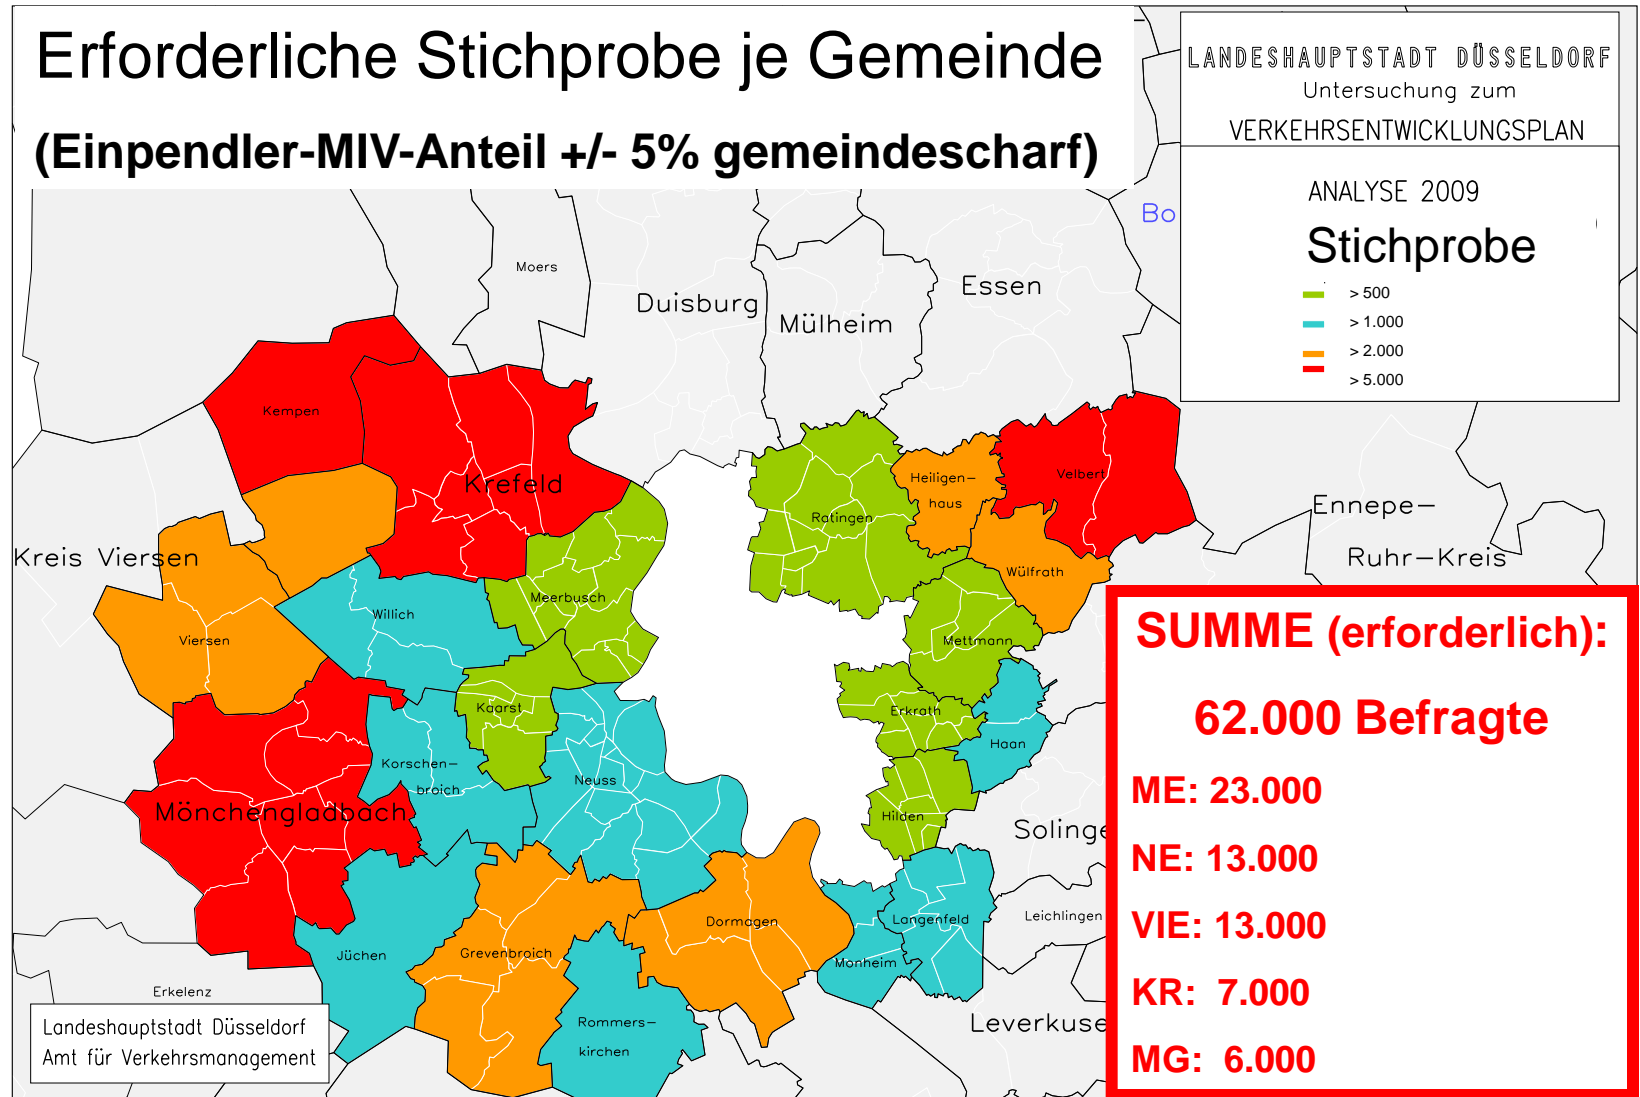 Erforderliche Stichprobe je Gemeinde
(Einpendler-MIV-Anteil +/- 5% gemeindescharf)
LANDESHAUPTSTADT DÜSSELDORF
Untersuchung zum
VERKEHRSENTWICKLUNGSPLAN
ANALYSE 2009
Stichprobe
> 500
> 1.000
> 2.000
> 5.000
Bo
Moers
Duisburg
Mülheim
Essen
Kempen
Krefeld
Velbert
Heiligen-
haus
Ratingen
Ennepe-
Ruhr-Kreis
Kreis Viersen
Wülfrath
Meerbusch
Willich
Viersen
Mettmann
Kaarst
Erkrath
Haan
Korschen-
broich
Neuss
Mönchengladbach
Hilden
Solinge
Dormagen
Langenfeld
Leichlingen
Jüchen
Grevenbroich
Monheim
Erkelenz
Rommers-
kirchen
Leverkuse
Landeshauptstadt Düsseldorf
Amt für Verkehrsmanagement
SUMME (erforderlich):
62.000 Befragte
ME: 23.000
NE: 13.000
VIE: 13.000
KR: 7.000
MG: 6.000